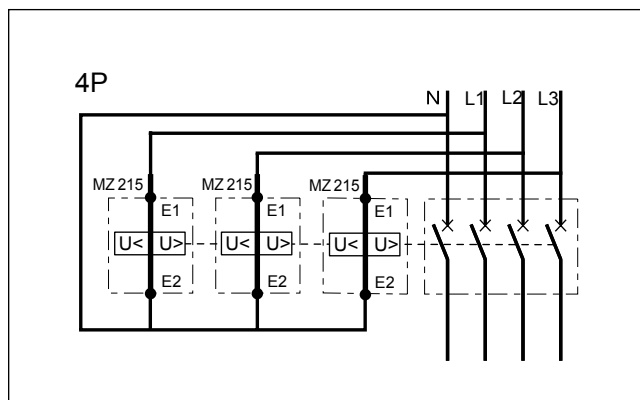 4P
N L1 L2 L3
MZ 215 MZ 215 MZ 215
E1 E1 E1
U< U> U< U> U< U>
E2 E2 E2